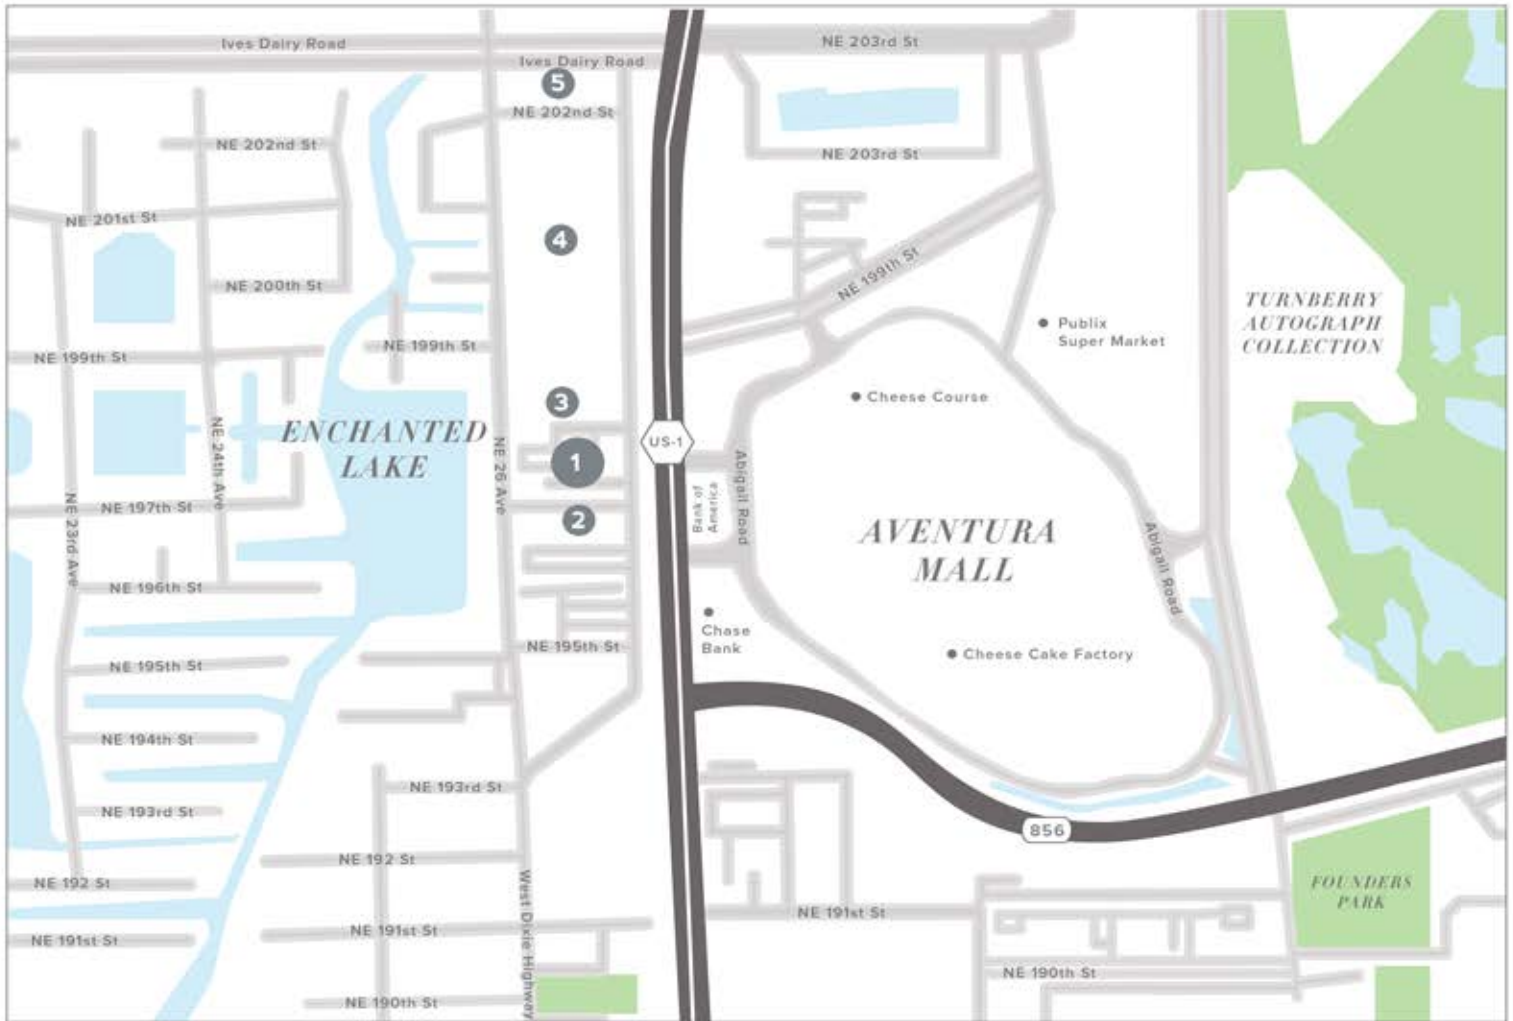 Ives Dairy Road
NE 203rd St
Ives Dairy Road
5
NE 202nd St
NE 202nd St
NE 203rd St
NE 201st St
4
NE 199th St
NE 200th St
TURNBERRY
AUTOGRAPH
COLLECTION
Publix
Super Market
NE 199th St
NE 199th St
Cheese Course
3
ENCHANTED
LAKE
NE 24th Ave
NE 26 Ave
US-1
1
Abigail Road
Bank of
America
NE 23rd Ave
NE 197th St
2
AVENTURA
MALL
Abigail Road
NE 196th St
Chase
Bank
NE 195th St
Cheese Cake Factory
NE 195th St
NE 194th St
NE 193rd St
NE 193rd St
856
NE 192 St
NE 192 St
FOUNDERS
PARK
West Dixie Highway
NE 191st St
NE 191st St
NE 191st St
NE 190th St
NE 190th St